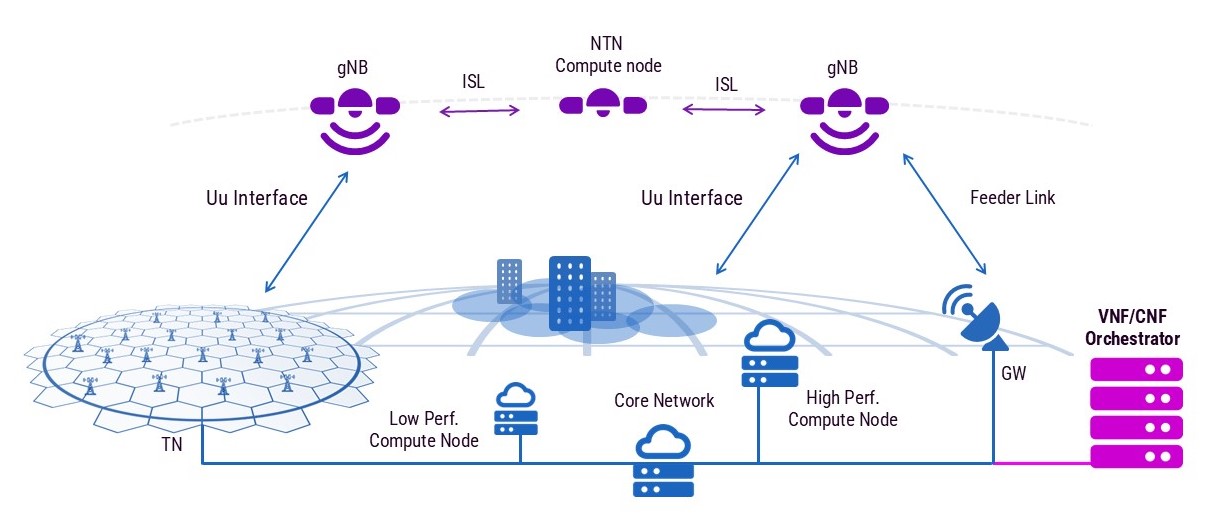 NTN
Compute node
gNB
ISL
ISL
gNB
Uu Interface
Uu Interface
Feeder Link
VNF/CNF
Orchestrator
GW
Low Perf.
Compute Node
Core Network
High Perf.
Compute Node
TN